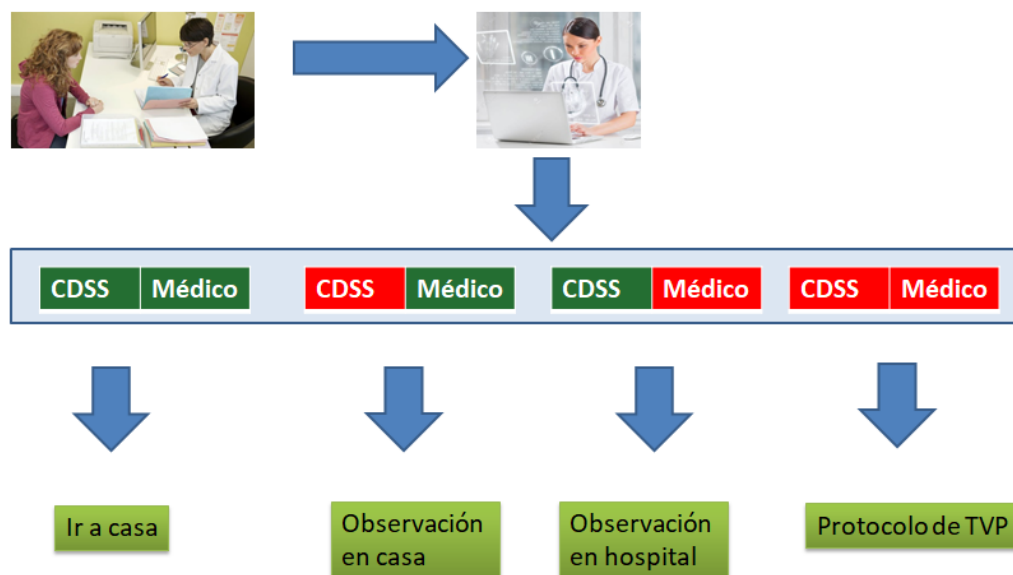 CDSS Médico CDSS Médico CDSS Médico CDSS Médico
Ir a casa
Observación
en casa
Observación
en hospital
Protocolo de TVP